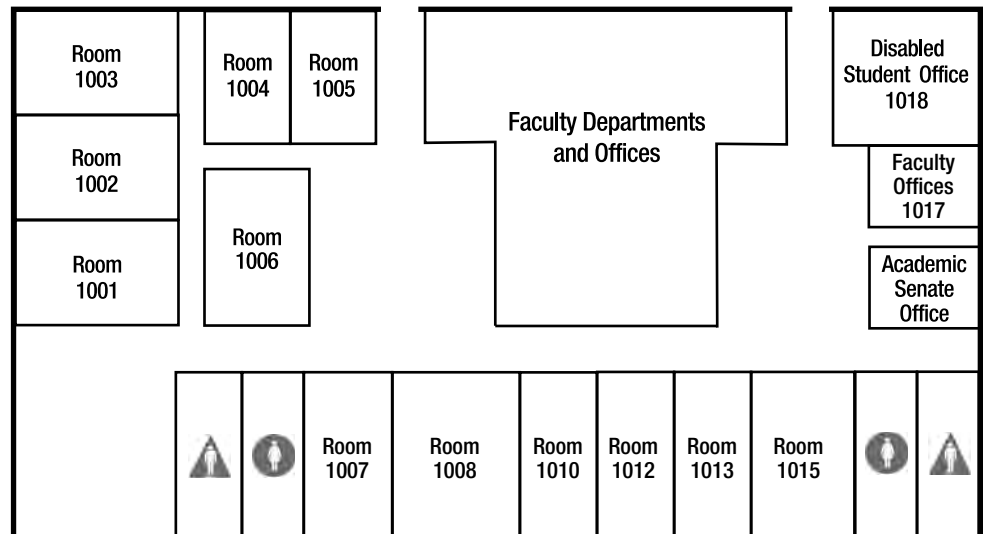 Room
1003
Room
1004
Room
1005
Faculty Departments
and Offices
Disabled
Student Office
1018
Room
1002
Faculty
Offices
1017
Room
1001
Room
1006
Academic
Senate
Office
Room
1007
Room
1008
Room
1010
Room
1012
Room
1013
Room
1015